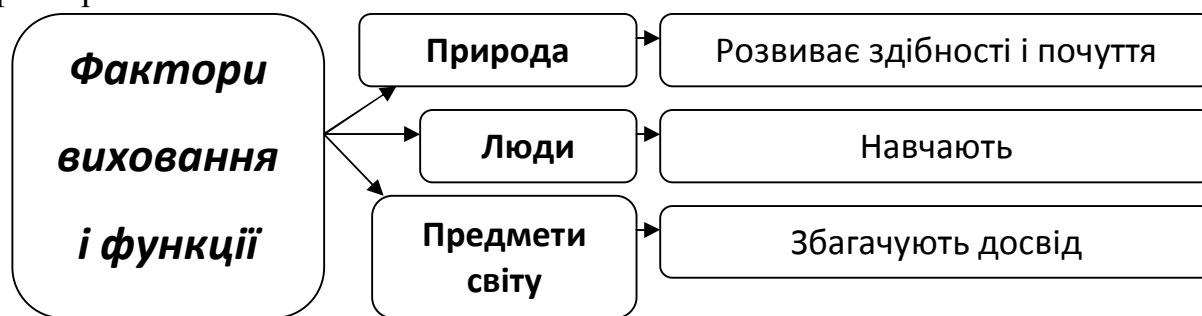 Фактори
виховання
і функції
Природа
Розвиває здібності і почуття
Люди
Навчають
Предмети
світу
Збагачують досвід